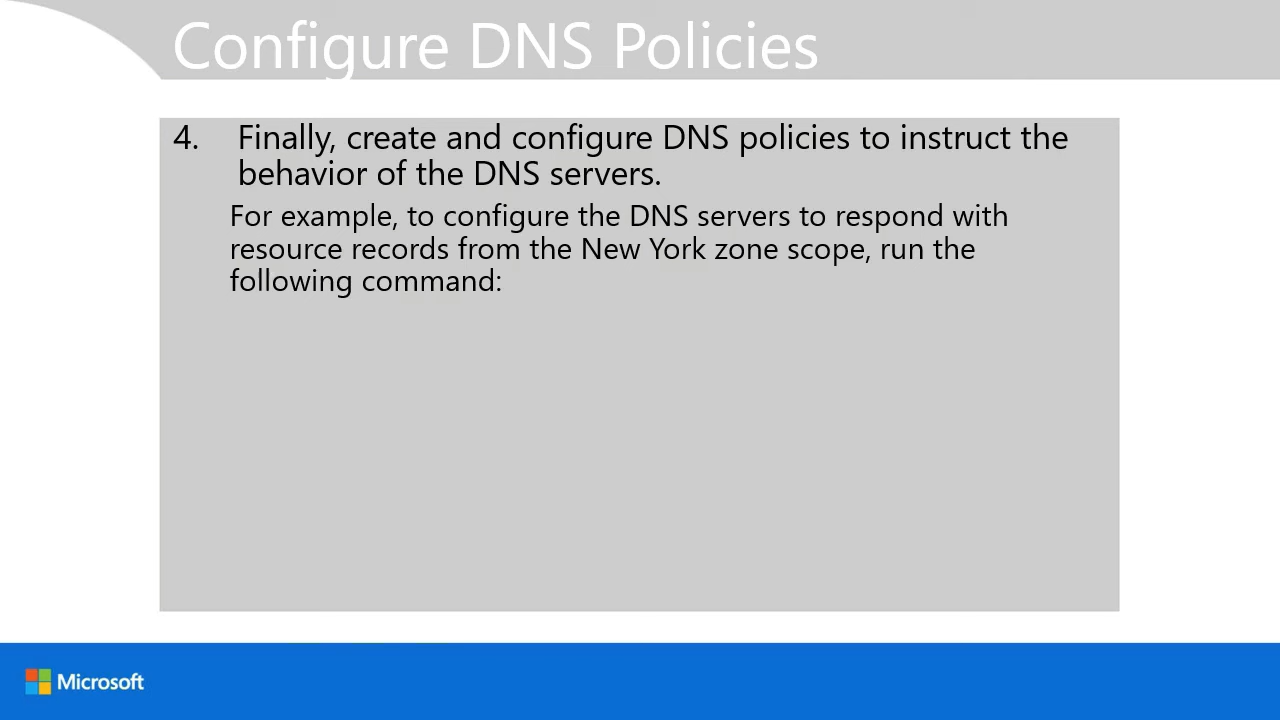 Configure DNS Policies
4. Finally, create and configure DNS policies to instruct the
behavior of the DNS servers.
For example, to configure the DNS servers to respond with
resource records from the New York zone scope, run the
following command:
Microsoft